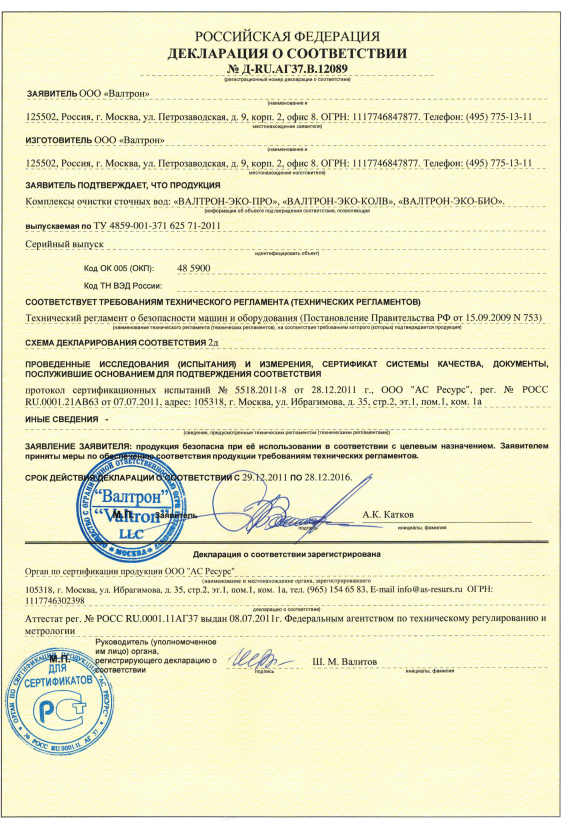 РОССИЙСКАЯ ФЕДЕРАЦИЯ
ДЕКЛАРАЦИЯ О СООТВЕТСТВИИ
№ Д-RU.АГ37.В.12089
(регистрационный номер декларации о соответствии)
ЗАЯВИТЕЛЬ ООО «Валтрон»
(наименование и
125502, Россия, г. Москва, ул. Петрозаводская, д. 9, корп. 2, офис 8. ОГРН: 1117746847877. Телефон: (495) 775-13-11
местонахождение заявителя)
ИЗГОТОВИТЕЛЬ ООО «Валтрон»
(наименование и
125502, Россия, г. Москва, ул. Петрозаводская, д. 9, корп. 2, офис 8. ОГРН: 1117746847877. Телефон: (495) 775-13-11
местонахождение изготовителя)
ЗАЯВИТЕЛЬ ПОДТВЕРЖДАЕТ, ЧТО ПРОДУКЦИЯ
Комплексы очистки сточных вод: «ВАЛТРОН-ЭКО-ПРО», «ВАЛТРОН-ЭКО-КОЛВ», «ВАЛТРОН-ЭКО-БИО».
(информация об объекте подтверждения соответствия, позволяющая
выпускаемая по ТУ 4859-001-371 625 71-2011
Серийный выпуск
идентифицировать объект)
Код ОК 005 (ОКП): 48 5900
Код ТН ВЭД России:
СООТВЕТСТВУЕТ ТРЕБОВАНИЯМ ТЕХНИЧЕСКОГО РЕГЛАМЕНТА (ТЕХНИЧЕСКИХ РЕГЛАМЕНТОВ)
Технический регламент о безопасности машин и оборудования (Постановление Правительства РФ от 15.09.2009 N 753)
(наименование технического регламента (технических регламентов), на соответствие требованиям которого (которых) подтверждается продукция)
СХЕМА ДЕКЛАРИРОВАНИЯ СООТВЕТСТВИЯ 2д
ПРОВЕДЕННЫЕ ИССЛЕДОВАНИЯ (ИСПЫТАНИЯ) И ИЗМЕРЕНИЯ, СЕРТИФИКАТ СИСТЕМЫ КАЧЕСТВА, ДОКУМЕНТЫ,
ПОСЛУЖИВШИЕ ОСНОВАНИЕМ ДЛЯ ПОДТВЕРЖДЕНИЯ СООТВЕТСТВИЯ
протокол сертификационных испытаний № 5518.2011-8 от 28.12.2011 г., ООО "АС Ресурс", рег. № РОСС
RU.0001.21АВ63 от 07.07.2011, адрес: 105318, г. Москва, ул. Ибрагимова, д. 35, стр.2, эт.1, пом.1, ком. 1а
ИНЫЕ СВЕДЕНИЯ -
(сведения, предусмотренные техническим регламентом (техническими регламентами)
ЗАЯВЛЕНИЕ ЗАЯВИТЕЛЯ: продукция безопасна при её использовании в соответствии с целевым назначением. Заявителем
приняты меры по обеспечению соответствия продукции требованиям технических регламентов.
СРОК ДЕЙСТВИЯ ДЕКЛАРАЦИИ О СООТВЕТСТВИИ С 29.12.2011 ПО 28.12.2016.
"Валтрон"
"Valtron"
LLC
МОСКВА
М.П. Заявитель
подпись
А.К. Катков
инициалы, фамилия
Декларация о соответствии зарегистрирована
Орган по сертификации продукции ООО "АС Ресурс"
(наименование и местонахождение органа, зарегистрировавшего
105318, г. Москва, ул. Ибрагимова, д. 35, стр.2, эт.1, пом.1, ком. 1а, тел. (965) 154 65 83, E-mail info@as-resurs.ru ОГРН:
1117746302398
декларацию о соответствии)
Аттестат рег. № РОСС RU.0001.11АГ37 выдан 08.07.2011г. Федеральным агентством по техническому регулированию и
метрологии
Руководитель (уполномоченное
им лицо) органа,
М.П. регистрирующего декларацию о
соответствии
подпись
Ш. М. Валитов
инициалы, фамилия
ОРГАН ПО СЕРТИФИКАЦИИ ПРОДУКЦИИ "АС РЕСУРС"
ДЛЯ
СЕРТИФИКАТОВ
№ РОСС RU.0001.11 АГ 37